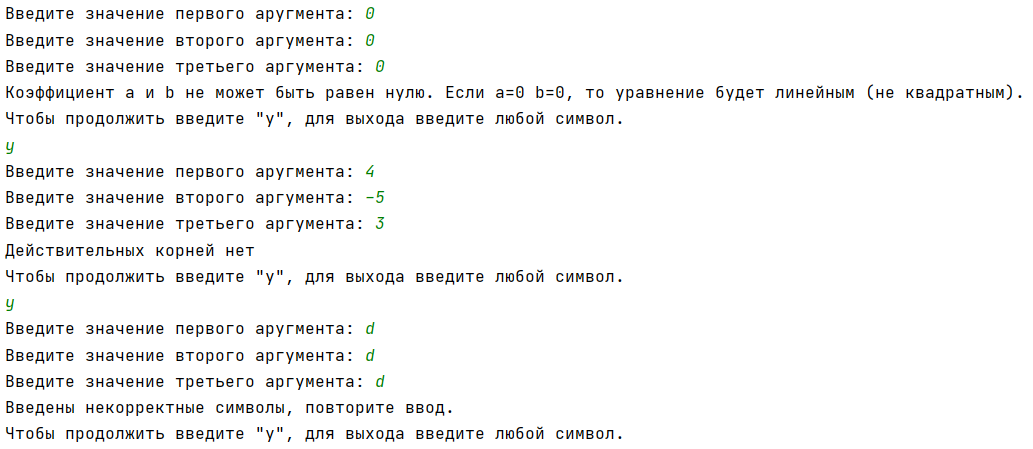 Введите значение первого аругмента: 0
Введите значение второго аргумента: 0
Введите значение третьего аргумента: 0
Коэффициент a и b не может быть равен нулю. Если a=0 b=0, то уравнение будет линейным (не квадратным).
Чтобы продолжить введите "y", для выхода введите любой символ.
y
Введите значение первого аругмента: 4
Введите значение второго аргумента: -5
Введите значение третьего аргумента: 3
Действительных корней нет
Чтобы продолжить введите "y", для выхода введите любой символ.
y
Введите значение первого аругмента: d
Введите значение второго аргумента: d
Введите значение третьего аргумента: d
Введены некорректные символы, повторите ввод.
Чтобы продолжить введите "y", для выхода введите любой символ.